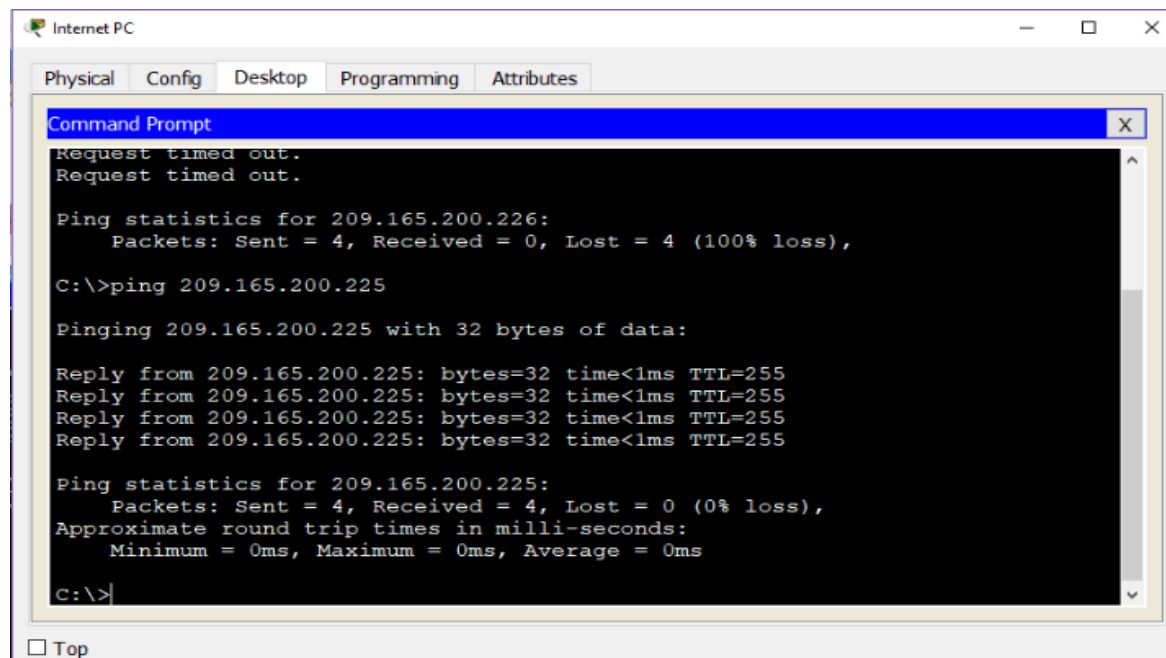 Internet PC
Physical Config Desktop Programming Attributes
Command Prompt
X
Request timed out.
Request timed out.
Ping statistics for 209.165.200.226:
Packets: Sent = 4, Received = 0, Lost = 4 (100% loss),
C:\>ping 209.165.200.225
Pinging 209.165.200.225 with 32 bytes of data:
Reply from 209.165.200.225: bytes=32 time<1ms TTL=255
Reply from 209.165.200.225: bytes=32 time<1ms TTL=255
Reply from 209.165.200.225: bytes=32 time<1ms TTL=255
Reply from 209.165.200.225: bytes=32 time<1ms TTL=255
Ping statistics for 209.165.200.225:
Packets: Sent = 4, Received = 4, Lost = 0 (0% loss),
Approximate round trip times in milli-seconds:
Minimum = 0ms, Maximum = 0ms, Average = 0ms
C:\>
Top